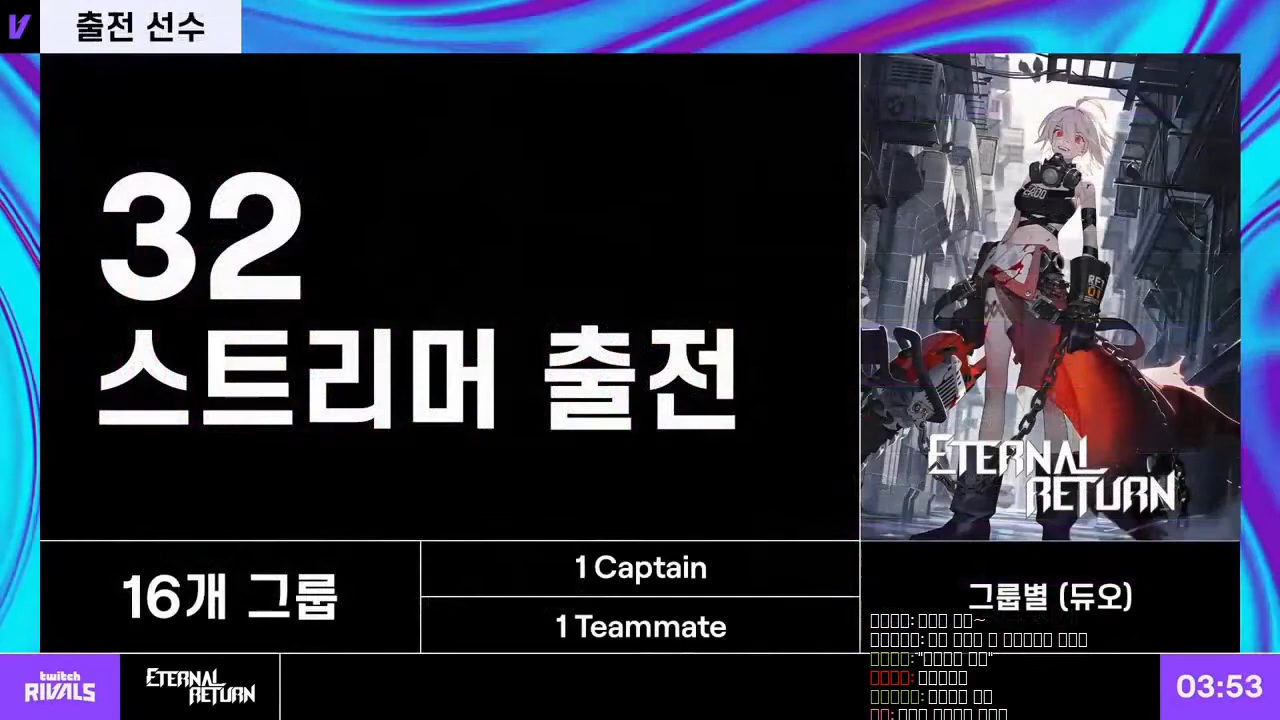 출전 선수
32
스트리머 출전
ETERNAL
RETURN
16개 그룹
1 Captain
1 Teammate
그룹별 (듀오)
twitch
RIVALS
ETERNAL
RETURN
03:53